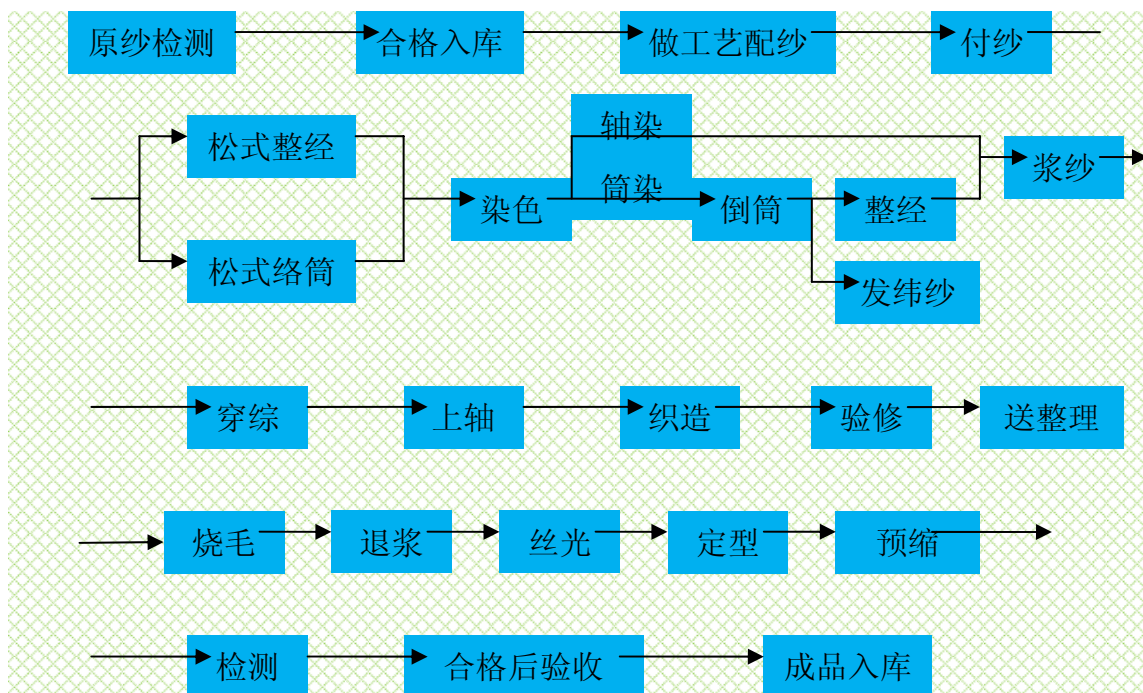 原纱检测 合格入库 做工艺配纱 付纱
轴染
松式整经 浆纱
筒染
染色 倒筒 整经
松式络筒 发纬纱
穿综 上轴 织造 验修 送整理
烧毛 退浆 丝光 定型 预缩
检测 合格后验收 成品入库